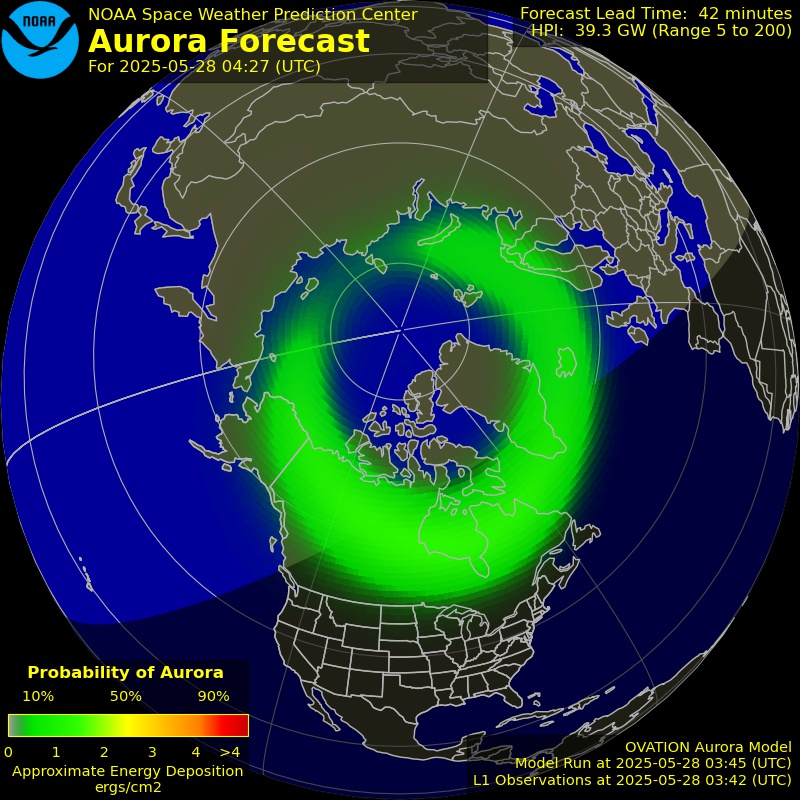 NOAA
NOAA Space Weather Prediction Center
Aurora Forecast
For 2025-05-28 04:27 (UTC)
Forecast Lead Time: 42 minutes
HPI: 39.3 GW (Range 5 to 200)
Probability of Aurora
10% 50% 90%
0 1 2 3 4 >4
Approximate Energy Deposition
ergs/cm2
OVATION Aurora Model
Model Run at 2025-05-28 03:45 (UTC)
L1 Observations at 2025-05-28 03:42 (UTC)